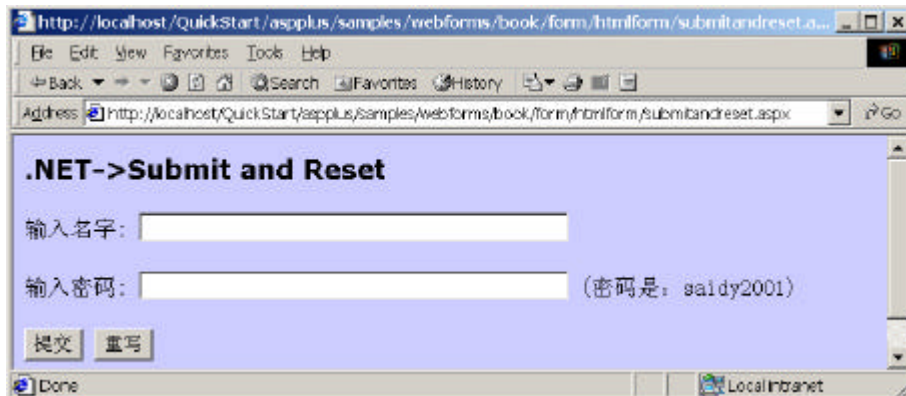 http://localhost/QuickStart/aspplus/samples/webforms/book/form/htmlform/submitandreset.a...
File Edit View Favorites Tools Help
Back Search Favorites History
Address http://localhost/QuickStart/aspplus/samples/webforms/book/form/htmlform/submitandreset.aspx Go
.NET->Submit and Reset
输入名字:
输入密码: (密码是: saidy2001)
提交 重写
Done Local intranet